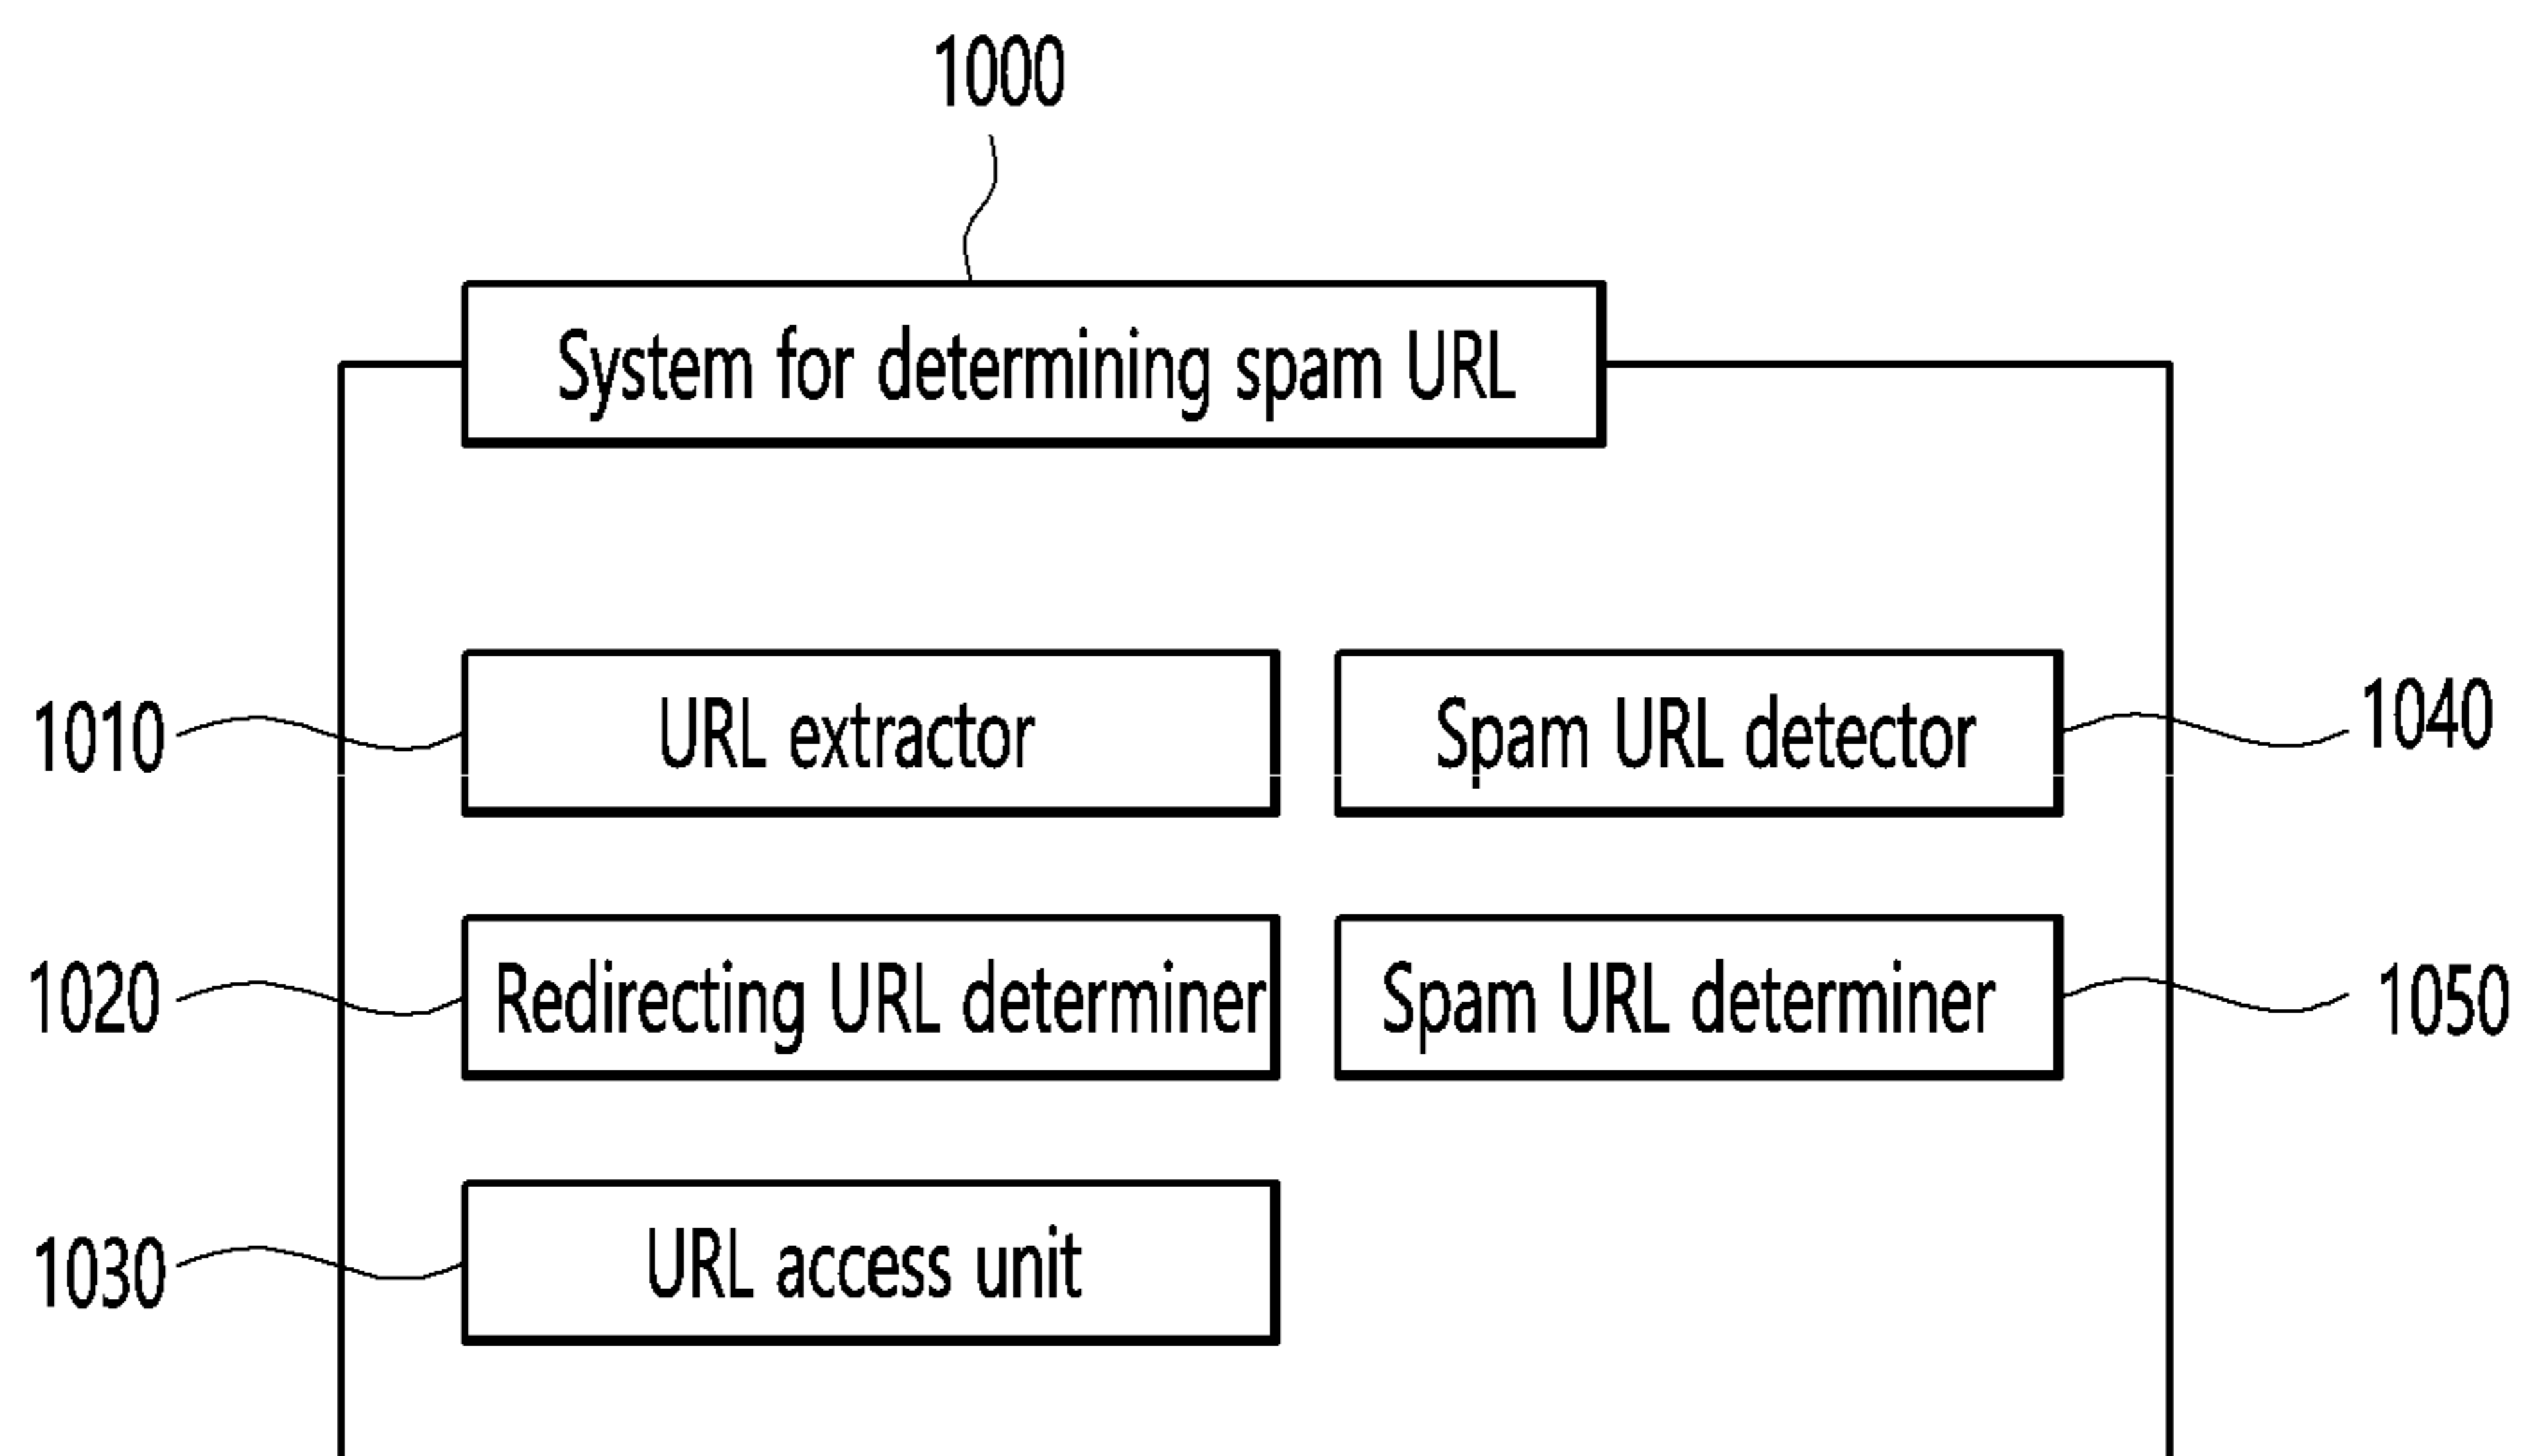 1000
System for determining spam URL
1010
URL extractor
Spam URL detector
1040
1020
Redirecting URL determiner
Spam URL determiner
1050
1030
URL access unit